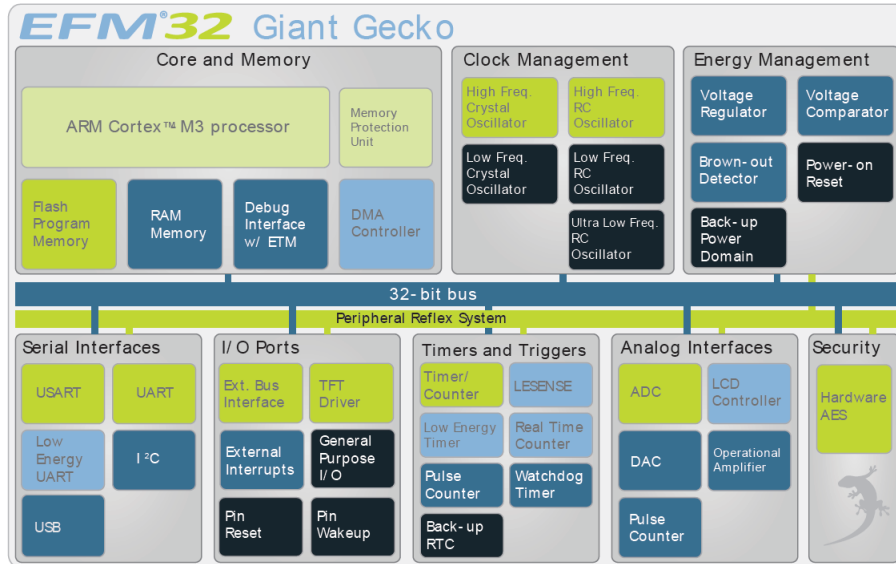 EFM®32 Giant Gecko
Core and Memory
ARM Cortex™ M3 processor
Memory
Protection
Unit
Flash
Program
Memory
RAM
Memory
Debug
Interface
w/ ETM
DMA
Controller
Clock Management
High Freq.
Crystal
Oscillator
High Freq.
RC
Oscillator
Low Freq.
Crystal
Oscillator
Low Freq.
RC
Oscillator
Ultra Low Freq.
RC
Oscillator
Energy Management
Voltage
Regulator
Voltage
Comparator
Brown-out
Detector
Power-on
Reset
Back-up
Power
Domain
32-bit bus
Peripheral Reflex System
Serial Interfaces
USART
UART
Low
Energy
UART
I²C
USB
I/O Ports
Ext. Bus
Interface
TFT
Driver
External
Interrupts
General
Purpose
I/O
Pin
Reset
Pin
Wakeup
Timers and Triggers
Timer/
Counter
LESENSE
Low Energy
Timer
Real Time
Counter
Pulse
Counter
Watchdog
Timer
Back-up
RTC
Analog Interfaces
ADC
LCD
Controller
DAC
Operational
Amplifier
Pulse
Counter
Security
Hardware
AES